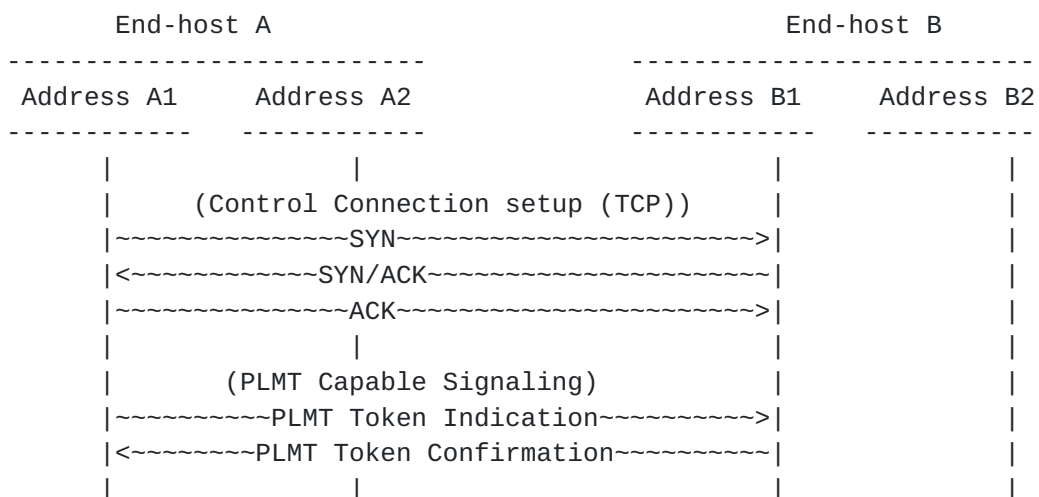 End-host A                                 End-host B
---------------------------             --------------------------
 Address A1     Address A2               Address B1     Address B2
------------   ------------             ------------   -----------
      |               |                          |              |
      |     (Control Connection setup (TCP))     |              |
      |~~~~~~~~~~~~~~~SYN~~~~~~~~~~~~~~~~~~~~~~~>|              |
      |<~~~~~~~~~~~~SYN/ACK~~~~~~~~~~~~~~~~~~~~~~|              |
      |~~~~~~~~~~~~~~~ACK~~~~~~~~~~~~~~~~~~~~~~~>|              |
      |               |                          |              |
      |       (PLMT Capable Signaling)           |              |
      |~~~~~~~~~~PLMT Token Indication~~~~~~~~~~>|              |
      |<~~~~~~~~PLMT Token Confirmation~~~~~~~~~~|              |
      |               |                          |              |